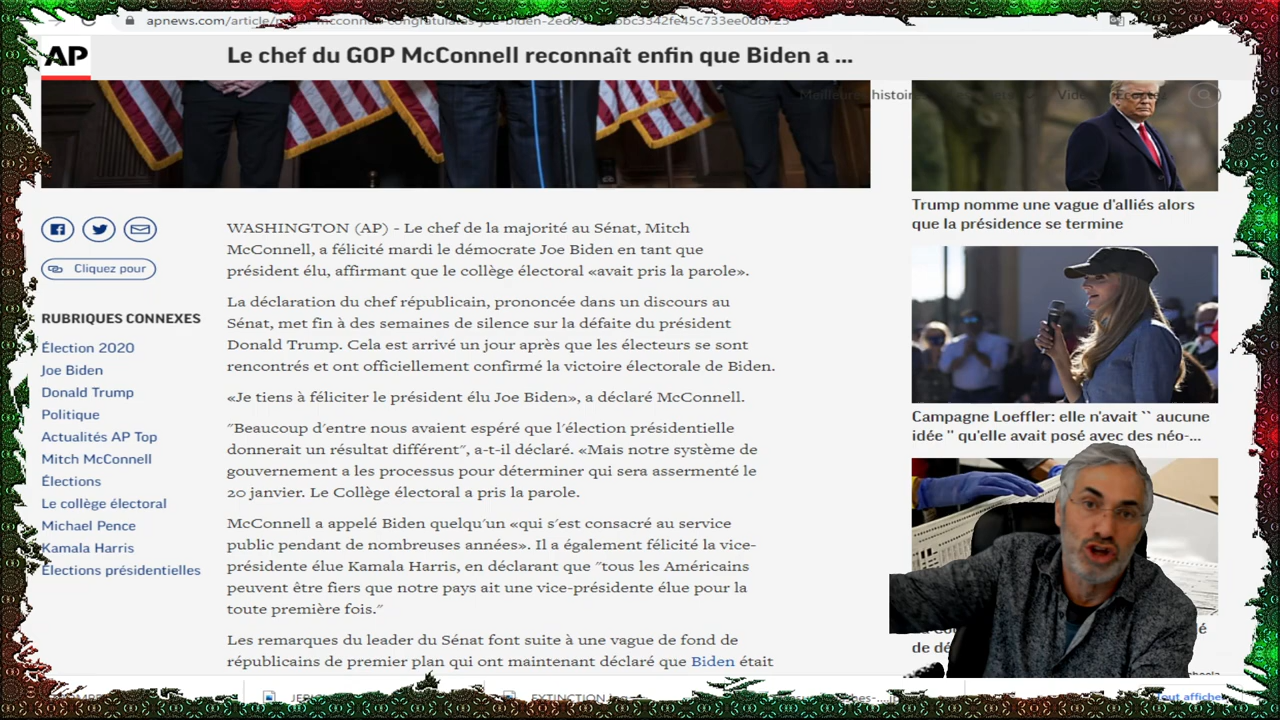 apnews.com/article/
AP
Le chef du GOP McConnell reconnaît enfin que Biden a ...
Cliquez pour
RUBRIQUES CONNEXES
Élection 2020
Joe Biden
Donald Trump
Politique
Actualités AP Top
Mitch McConnell
Élections
Le collège électoral
Michael Pence
Kamala Harris
Élections présidentielles
WASHINGTON (AP) - Le chef de la majorité au Sénat, Mitch
McConnell, a félicité mardi le démocrate Joe Biden en tant que
président élu, affirmant que le collège électoral «avait pris la parole».
La déclaration du chef républicain, prononcée dans un discours au
Sénat, met fin à des semaines de silence sur la défaite du président
Donald Trump. Cela est arrivé un jour après que les électeurs se sont
rencontrés et ont officiellement confirmé la victoire électorale de Biden.
«Je tiens à féliciter le président élu Joe Biden», a déclaré McConnell.
"Beaucoup d'entre nous avaient espéré que l'élection présidentielle
donnerait un résultat différent", a-t-il déclaré. «Mais notre système de
gouvernement a les processus pour déterminer qui sera assermenté le
20 janvier. Le Collège électoral a pris la parole.
McConnell a appelé Biden quelqu'un «qui s'est consacré au service
public pendant de nombreuses années». Il a également félicité la vice-
présidente élue Kamala Harris, en déclarant que "tous les Américains
peuvent être fiers que notre pays ait une vice-présidente élue pour la
toute première fois."
Les remarques du leader du Sénat font suite à une vague de fond de
républicains de premier plan qui ont maintenant déclaré que Biden était
Trump nomme une vague d'alliés alors
que la présidence se termine
Campagne Loeffler: elle n'avait `` aucune
idée '' qu'elle avait posé avec des néo-...
de
EXTINCTION
tout affiche